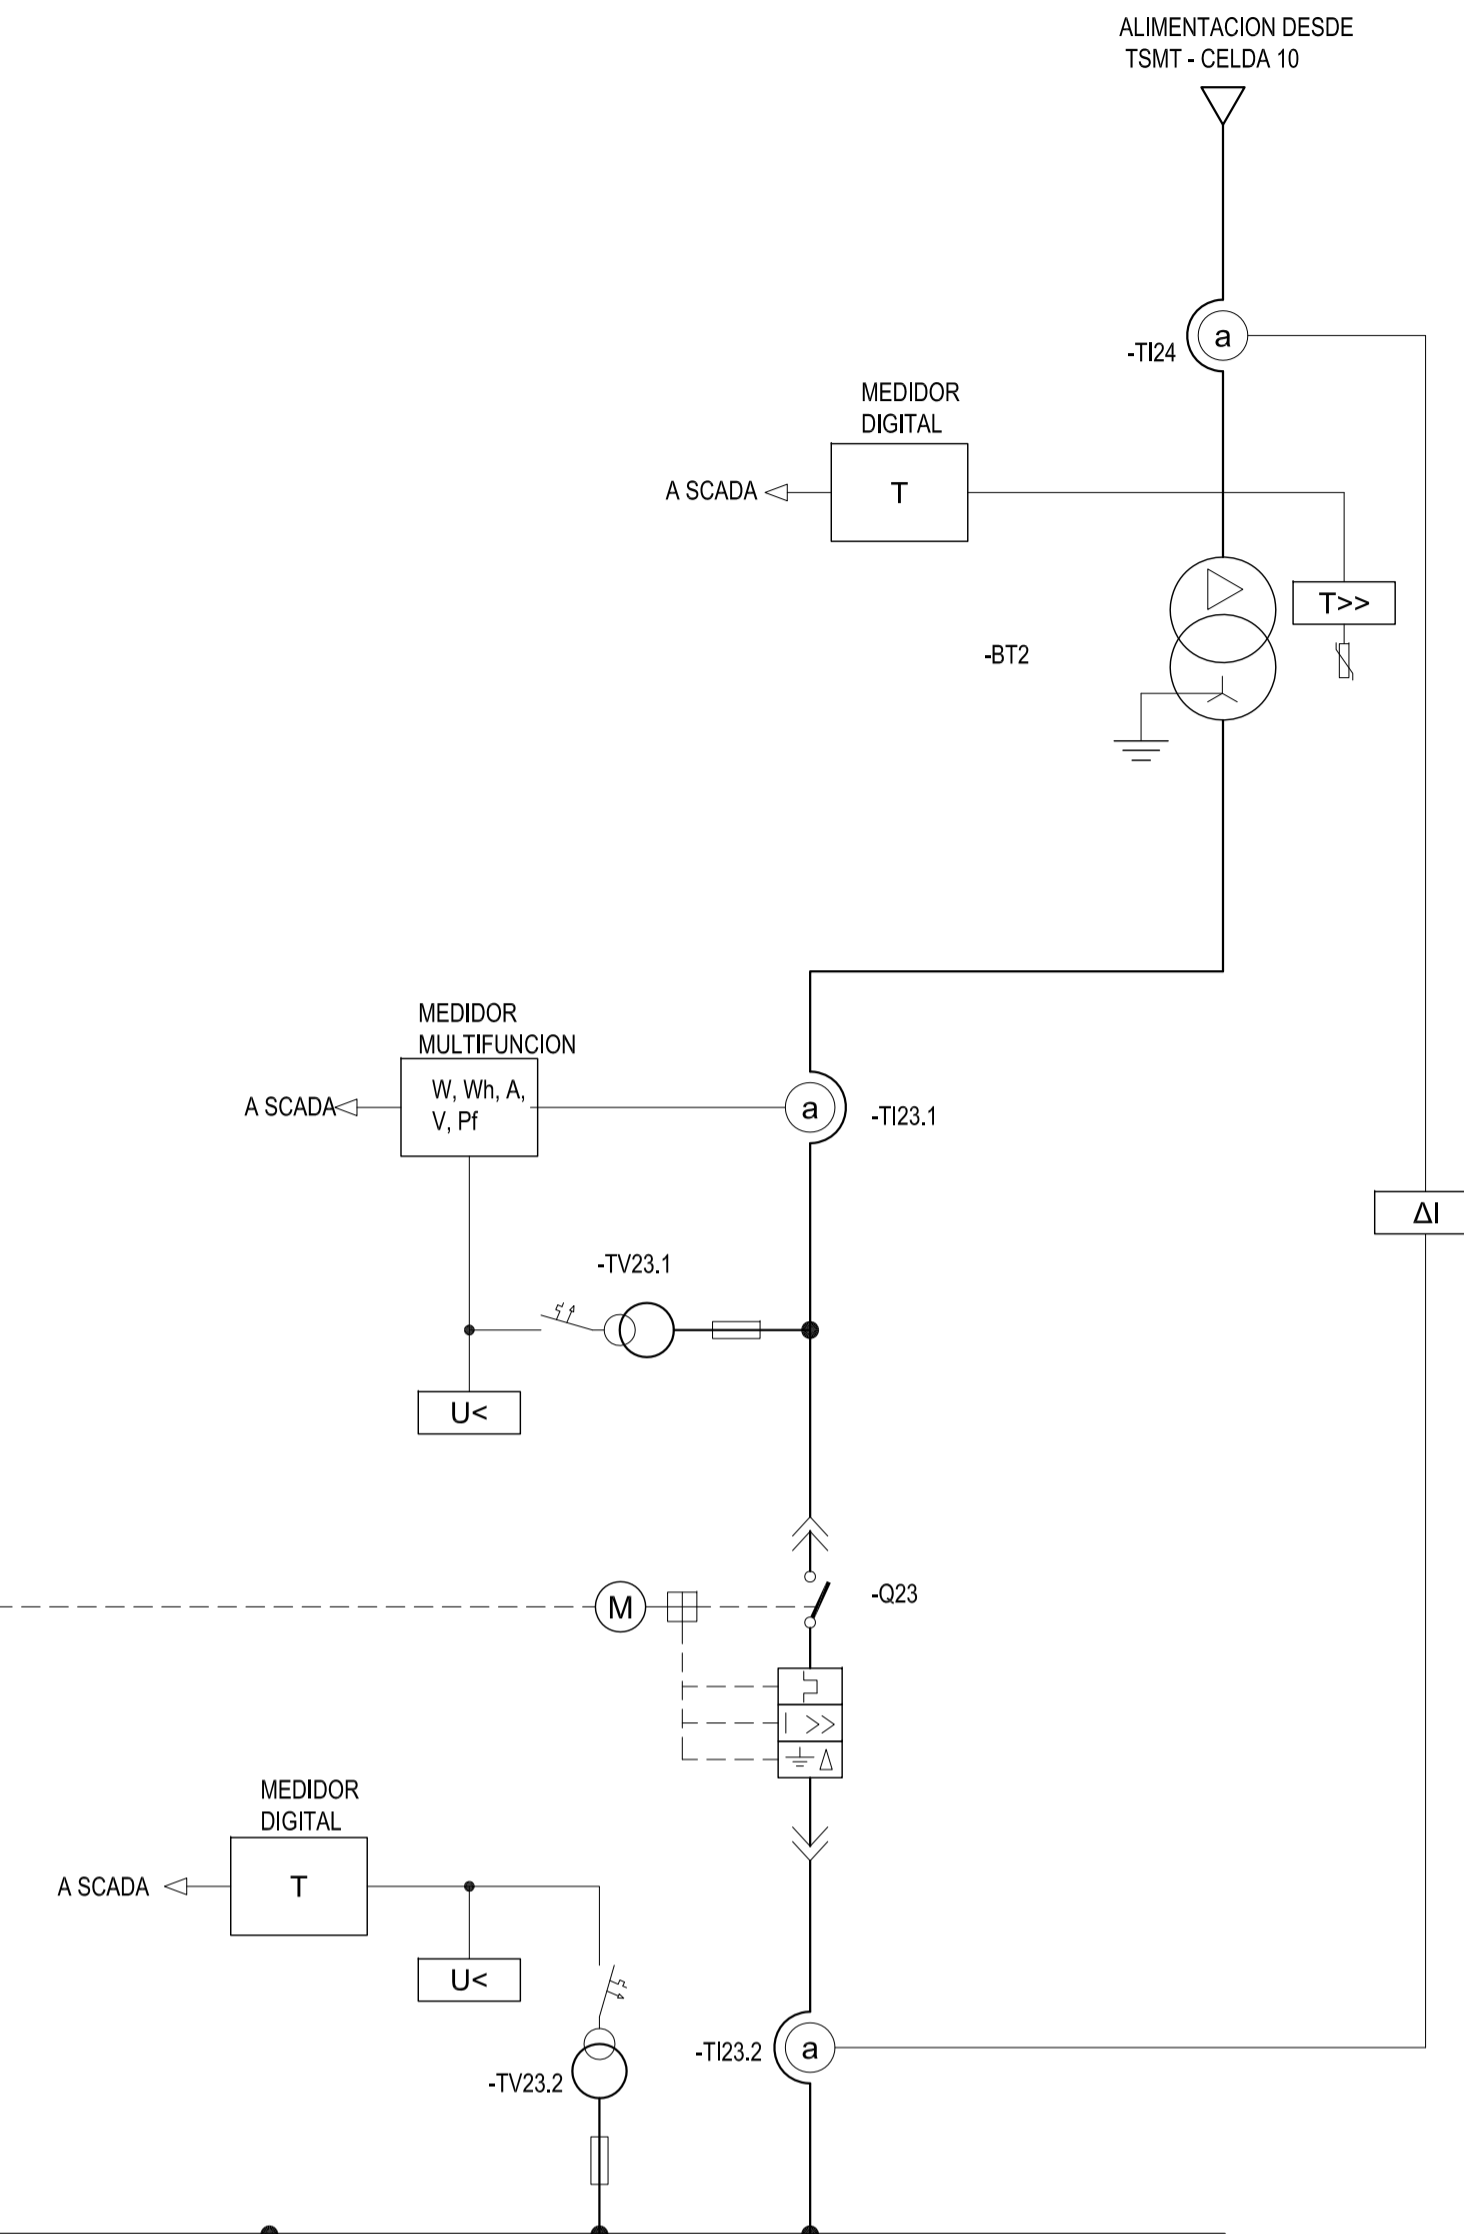 ALIMENTACION DESDE
TSMT - CELDA 10
a
-TI24
MEDIDOR
DIGITAL
A SCADA
T
T>>
-BT2
MEDIDOR
MULTIFUNCION
W, Wh, A,
V, Pf
A SCADA
a
-TI23.1
ΔI
-TV23.1
U<
-Q23
M
I >>
MEDIDOR
DIGITAL
A SCADA
T
U<
-TI23.2
a
-TV23.2